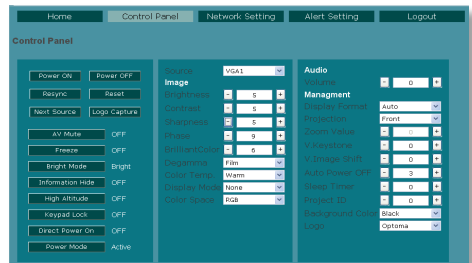 Home Control Panel Network Setting Alert Setting Logout
Control Panel
Power ON Power OFF
Resync Reset
Next Source Logo Capture
AV Mute OFF
Freeze OFF
Bright Mode Bright
Information Hide OFF
High Altitude OFF
Keypad Lock OFF
Direct Power On OFF
Power Mode Active
Source VGA1
Image
Brightness - 5 +
Contrast - 5 +
Sharpness - 5 +
Phase - 9 +
BrilliantColor - 6 +
Degamma Film
Color Temp. Warm
Display Mode None
Color Space RGB
Audio
Volume - 0 +
Managment
Display Format Auto
Projection Front
Zoom Value - 0 +
V.Keystone - 0 +
V.Image Shift - 0 +
Auto Power OFF - 3 +
Sleep Timer - 0 +
Project ID - 0 +
Background Color Black
Logo Optoma